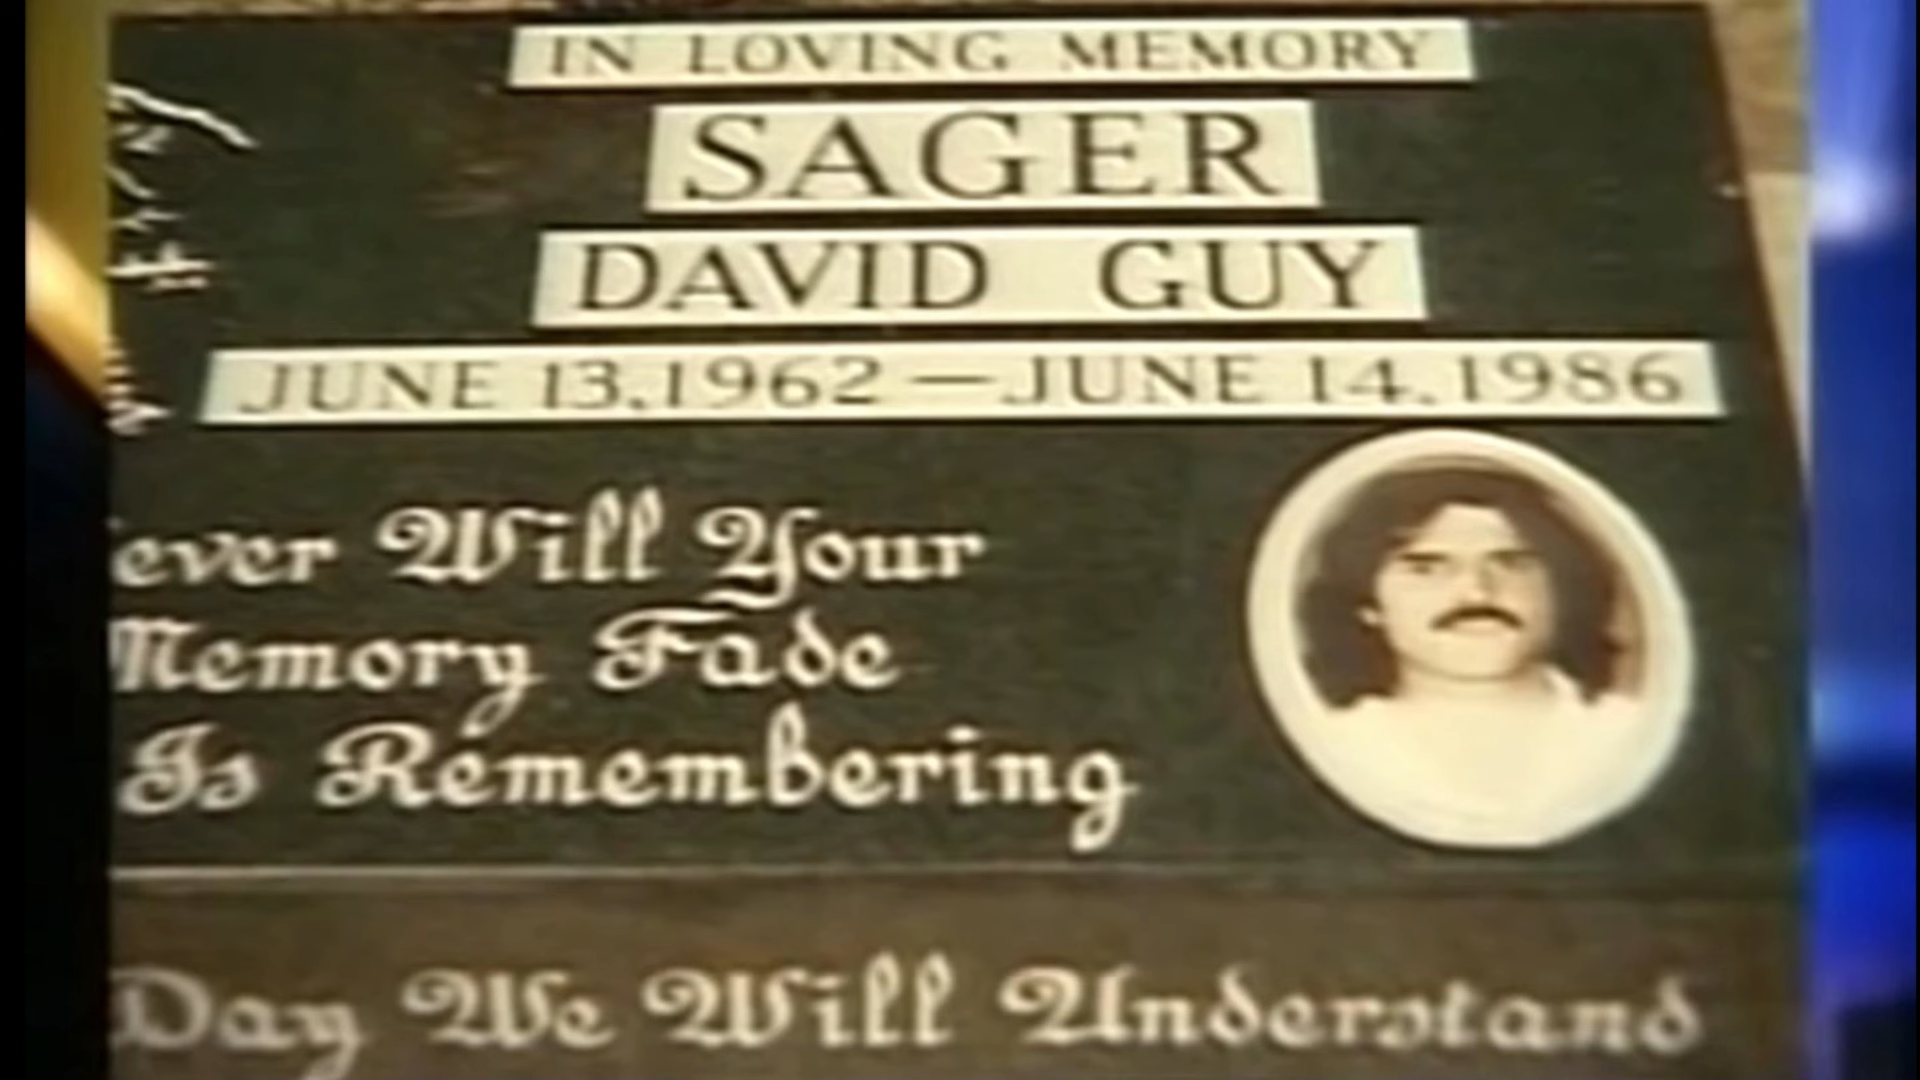 IN LOVING MEMORY
SAGER
DAVID GUY
JUNE 13,1962 — JUNE 14,1986
ever Will Your
Memory Fade
Is Remembering
Day We Will Understand